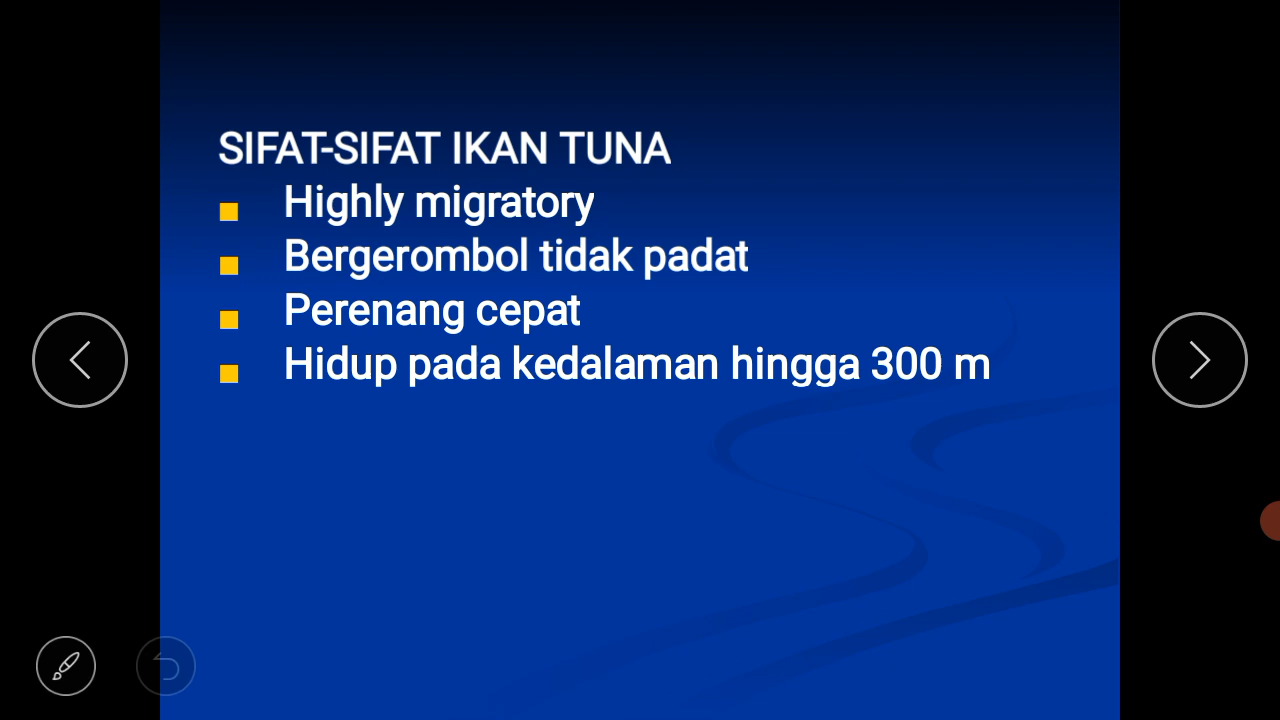 SIFAT-SIFAT IKAN TUNA
Highly migratory
Bergerombol tidak padat
Perenang cepat
Hidup pada kedalaman hingga 300 m